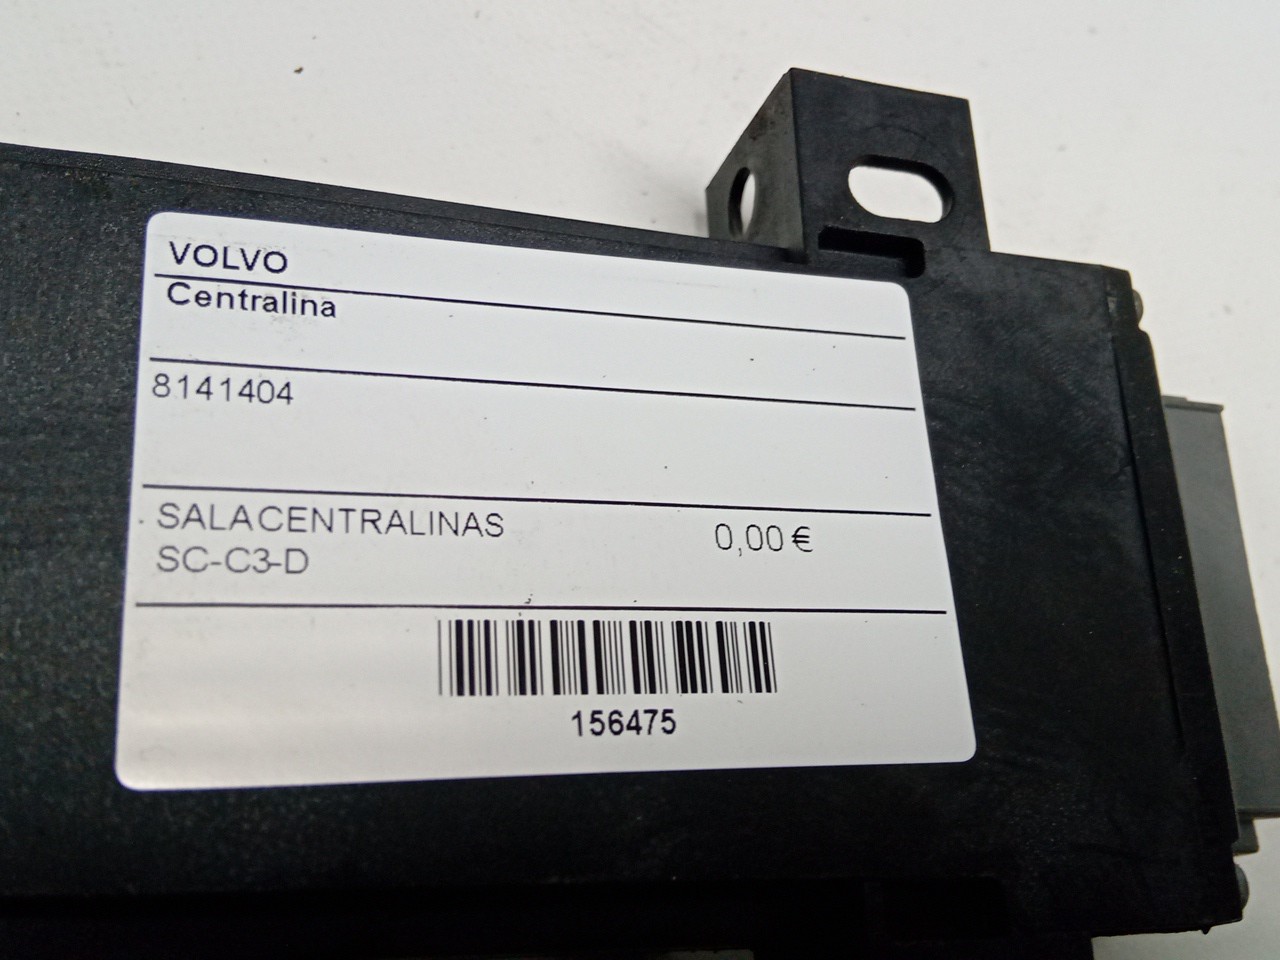 VOLVO
Centralina
8141404
SALACENTRALINAS 0,00 €
SC-C3-D
156475